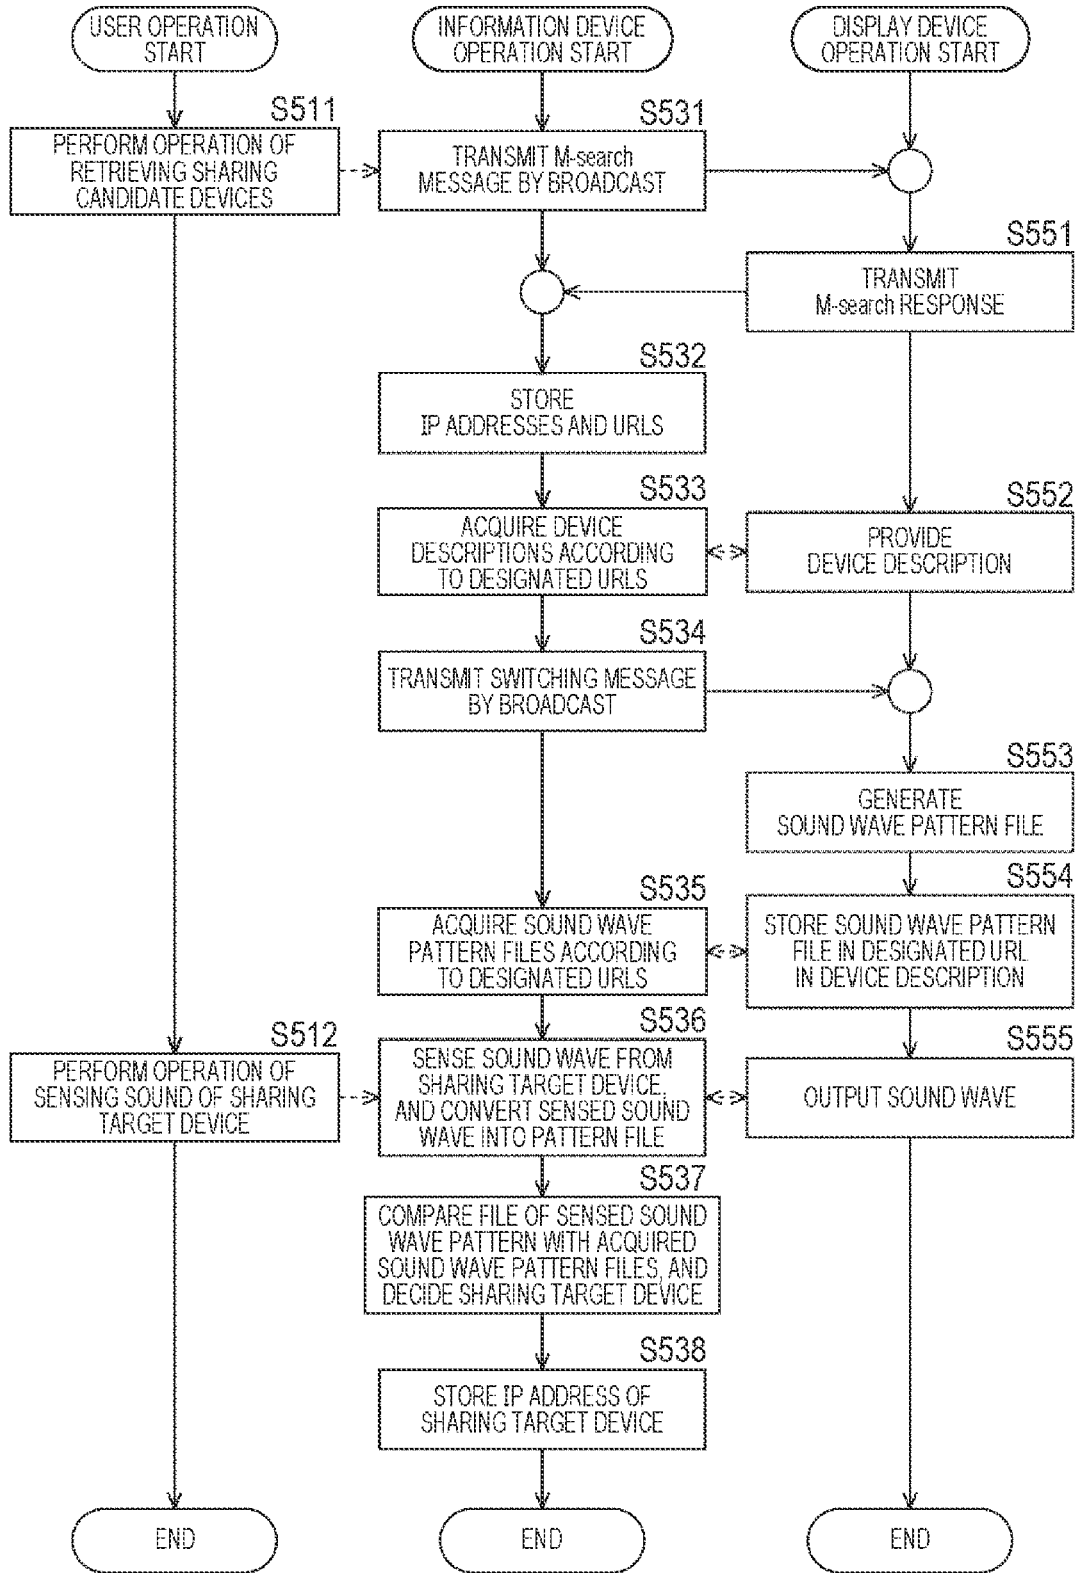 USER OPERATION
START
INFORMATION DEVICE
OPERATION START
DISPLAY DEVICE
OPERATION START
S511
PERFORM OPERATION OF
RETRIEVING SHARING
CANDIDATE DEVICES
S531
TRANSMIT M-search
MESSAGE BY BROADCAST
S551
TRANSMIT
M-search RESPONSE
S532
STORE
IP ADDRESSES AND URLS
S533
ACQUIRE DEVICE
DESCRIPTIONS ACCORDING
TO DESIGNATED URLS
S552
PROVIDE
DEVICE DESCRIPTION
S534
TRANSMIT SWITCHING MESSAGE
BY BROADCAST
S553
GENERATE
SOUND WAVE PATTERN FILE
S535
ACQUIRE SOUND WAVE
PATTERN FILES ACCORDING
TO DESIGNATED URLS
S554
STORE SOUND WAVE PATTERN
FILE IN DESIGNATED URL
IN DEVICE DESCRIPTION
S512
PERFORM OPERATION OF
SENSING SOUND OF SHARING
TARGET DEVICE
S536
SENSE SOUND WAVE FROM
SHARING TARGET DEVICE,
AND CONVERT SENSED SOUND
WAVE INTO PATTERN FILE
S555
OUTPUT SOUND WAVE
S537
COMPARE FILE OF SENSED SOUND
WAVE PATTERN WITH ACQUIRED
SOUND WAVE PATTERN FILES, AND
DECIDE SHARING TARGET DEVICE
S538
STORE IP ADDRESS OF
SHARING TARGET DEVICE
END
END
END